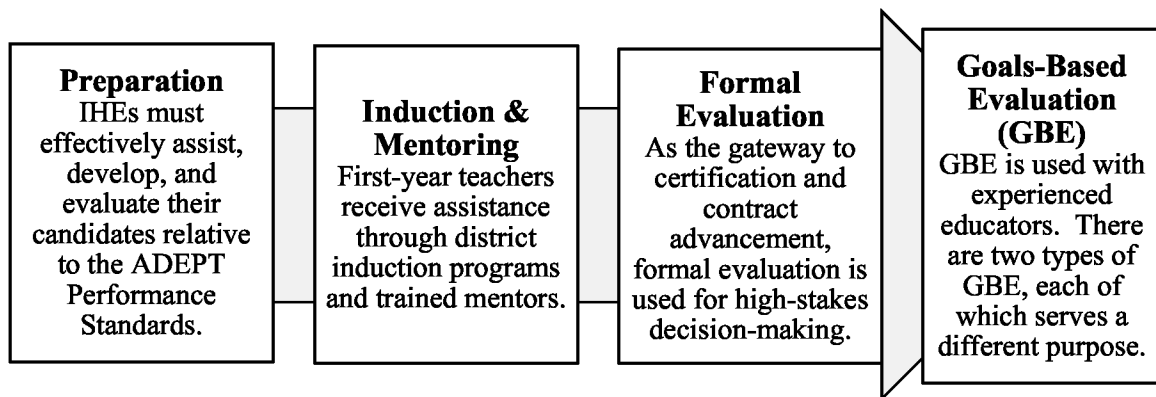 Preparation
IHEs must
effectively assist,
develop, and
evaluate their
candidates relative
to the ADEPT
Performance
Standards.
Induction &
Mentoring
First-year teachers
receive assistance
through district
induction programs
and trained mentors.
Formal
Evaluation
As the gateway to
certification and
contract
advancement,
formal evaluation is
used for high-stakes
decision-making.
Goals-Based
Evaluation
(GBE)
GBE is used with
experienced
educators.  There
are two types of
GBE, each of
which serves a
different purpose.